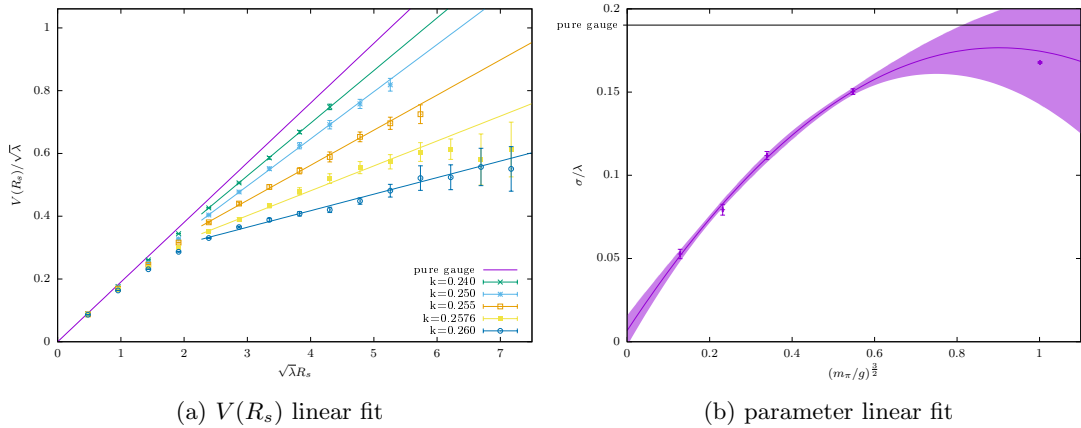 1
0.8
0.6
0.4
0.2
0
V(Rₛ)/√λ
0 1 2 3 4 5 6 7
√λRₛ
pure gauge
k=0.240
k=0.250
k=0.255
k=0.2576
k=0.260
(a) V(Rₛ) linear fit
0.2
pure gauge
0.15
0.1
0.05
0
σ/λ
0 0.2 0.4 0.6 0.8 1
(m_π/g)^{3/2}
(b) parameter linear fit